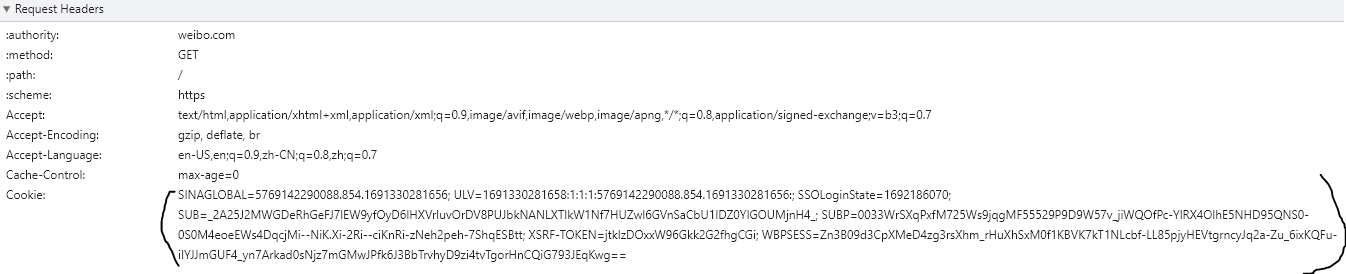 Request Headers
:authority: weibo.com
:method: GET
:path: /
:scheme: https
Accept: text/html,application/xhtml+xml,application/xml;q=0.9,image/avif,image/webp,image/apng,*/*;q=0.8,application/signed-exchange;v=b3;q=0.7
Accept-Encoding: gzip, deflate, br
Accept-Language: en-US,en;q=0.9,zh-CN;q=0.8,zh;q=0.7
Cache-Control: max-age=0
Cookie: SINAGLOBAL=5769142290088.854.1691330281656; ULV=1691330281658:1:1:1:5769142290088.854.1691330281656:; SSOLoginState=1692186070;
SUB=_2A25J2MWGDeRhGeFJ7IEW9yfOyD6IHXVrIuvOrDV8PUJbkNANLXTIkW1Nf7HUZwI6GVnSaCbU1IDZ0YlGOUMjnH4_; SUBP=0033WrSXqPxfM725Ws9jqgMF55529P9D9W57v_jiWQOfPc-YlRX4OIhE5NHD95QNS0-
0S0M4eoeEWs4DqcjMi--NiK.Xi-2Ri--ciKnRi-zNeh2peh-7ShqESBtt; XSRF-TOKEN=jtklzDOxxW96Gkk2G2fhgCGi; WBPSESS=Zn3B09d3CpXMeD4zg3rsXhm_rHuXhSxM0f1KBVK7kT1NLcbf-LL85pjyHEVtgrncyJq2a-Zu_6ixKQFu-
iIYJJmGUF4_yn7Arkad0sNjz7mGMwJPfk6J3BbTrvhyD9zi4tvTgorHnCQiG793JEqKwg==